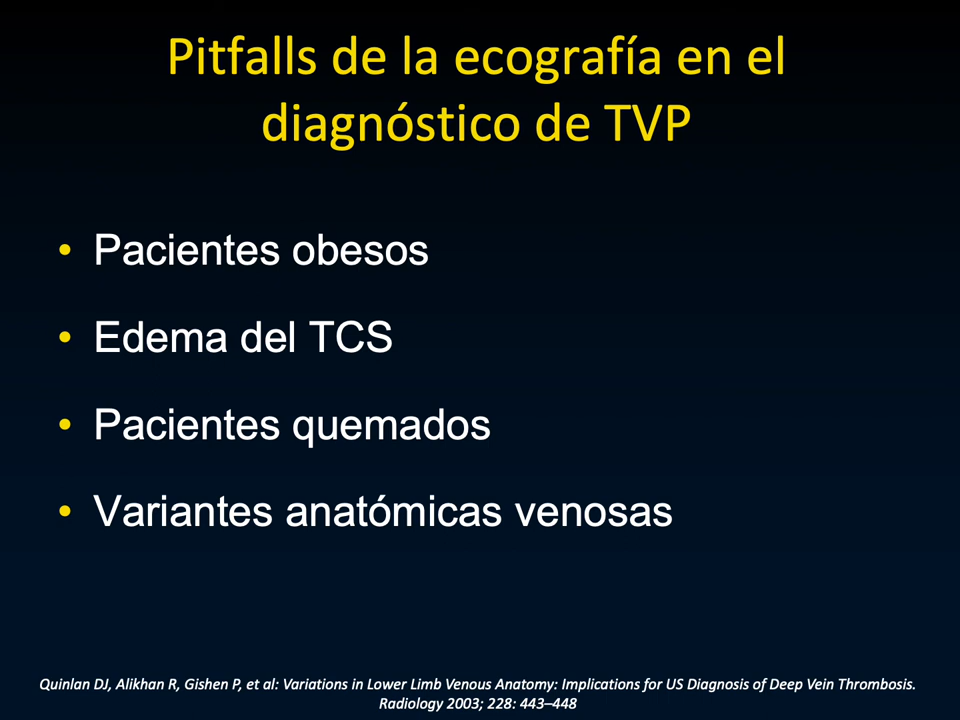 Pitfalls de la ecografía en el
diagnóstico de TVP
• Pacientes obesos
• Edema del TCS
• Pacientes quemados
• Variantes anatómicas venosas
Quinlan DJ, Alikhan R, Gishen P, et al: Variations in Lower Limb Venous Anatomy: Implications for US Diagnosis of Deep Vein Thrombosis.
Radiology 2003; 228: 443–448